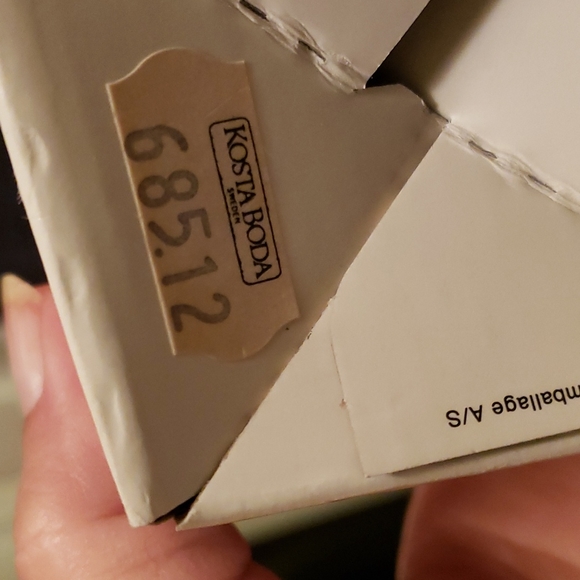 KOSTA BODA
SWEDEN
685.12
mballage A/S